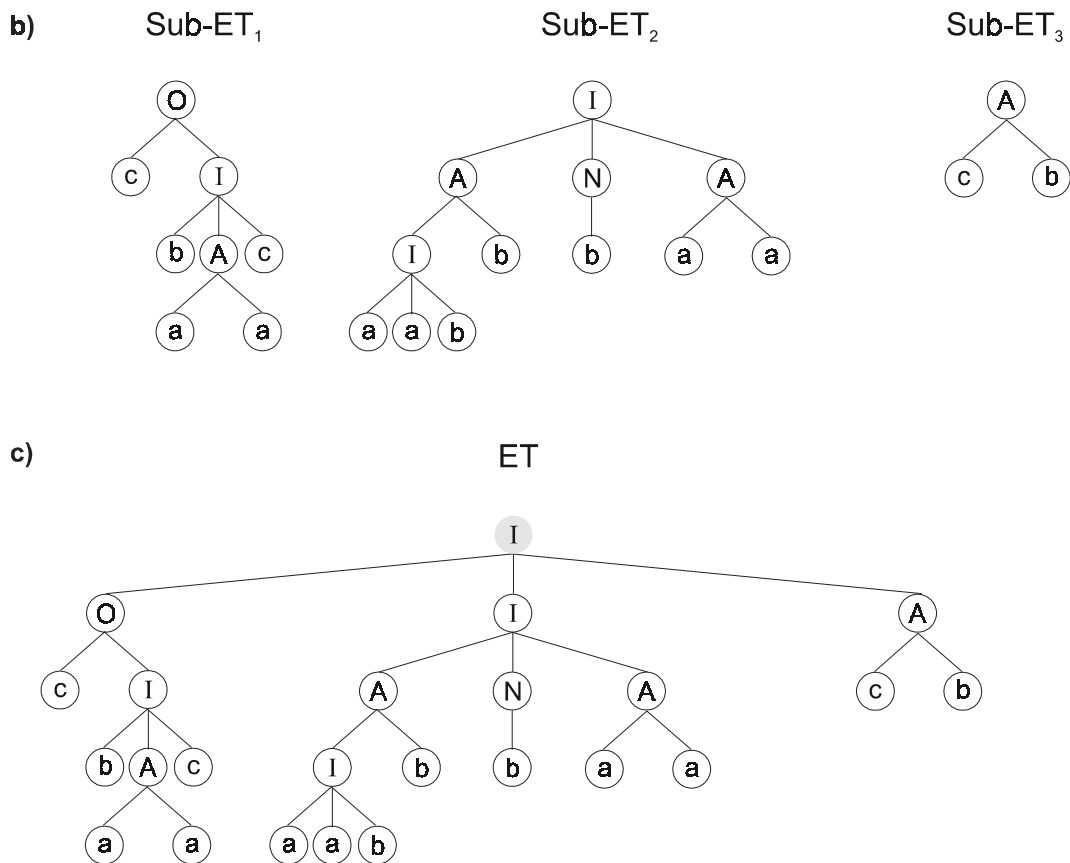 b) Sub-ET₁ Sub-ET₂ Sub-ET₃
O I A
c I A N A c b
b A c I b b a a
a a a a b
c) ET
I
O I A
c I A N A c b
b A c I b b a a
a a a a b